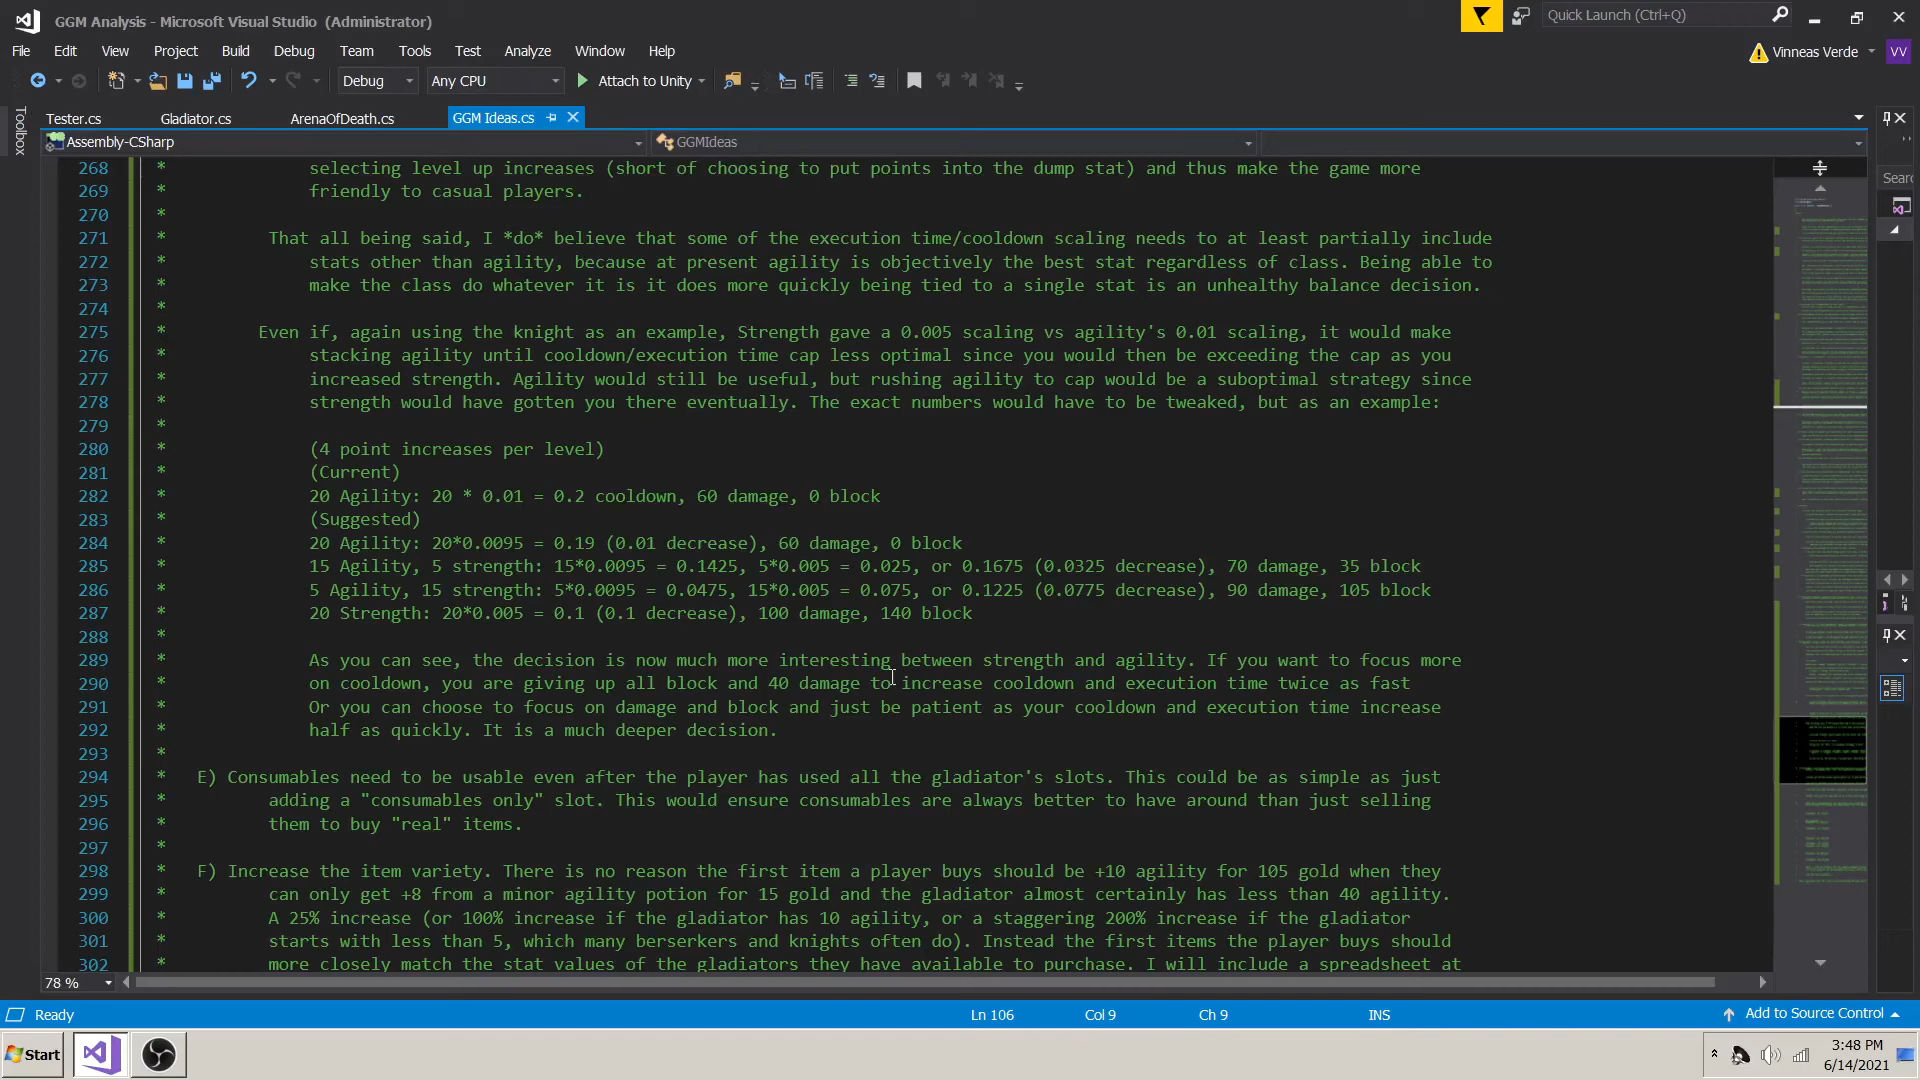 GGM Analysis - Microsoft Visual Studio (Administrator)
Quick Launch (Ctrl+Q)
File Edit View Project Build Debug Team Tools Test Analyze Window Help
Vinneas Verde VV
Debug Any CPU Attach to Unity
Toolbox
Tester.cs Gladiator.cs ArenaOfDeath.cs GGM Ideas.cs
Assembly-CSharp GGMIdeas
Searc
268 * selecting level up increases (short of choosing to put points into the dump stat) and thus make the game more
269 * friendly to casual players.
270 *
271 * That all being said, I *do* believe that some of the execution time/cooldown scaling needs to at least partially include
272 * stats other than agility, because at present agility is objectively the best stat regardless of class. Being able to
273 * make the class do whatever it is it does more quickly being tied to a single stat is an unhealthy balance decision.
274 *
275 * Even if, again using the knight as an example, Strength gave a 0.005 scaling vs agility's 0.01 scaling, it would make
276 * stacking agility until cooldown/execution time cap less optimal since you would then be exceeding the cap as you
277 * increased strength. Agility would still be useful, but rushing agility to cap would be a suboptimal strategy since
278 * strength would have gotten you there eventually. The exact numbers would have to be tweaked, but as an example:
279 *
280 * (4 point increases per level)
281 * (Current)
282 * 20 Agility: 20 * 0.01 = 0.2 cooldown, 60 damage, 0 block
283 * (Suggested)
284 * 20 Agility: 20*0.0095 = 0.19 (0.01 decrease), 60 damage, 0 block
285 * 15 Agility, 5 strength: 15*0.0095 = 0.1425, 5*0.005 = 0.025, or 0.1675 (0.0325 decrease), 70 damage, 35 block
286 * 5 Agility, 15 strength: 5*0.0095 = 0.0475, 15*0.005 = 0.075, or 0.1225 (0.0775 decrease), 90 damage, 105 block
287 * 20 Strength: 20*0.005 = 0.1 (0.1 decrease), 100 damage, 140 block
288 *
289 * As you can see, the decision is now much more interesting between strength and agility. If you want to focus more
290 * on cooldown, you are giving up all block and 40 damage to increase cooldown and execution time twice as fast
291 * Or you can choose to focus on damage and block and just be patient as your cooldown and execution time increase
292 * half as quickly. It is a much deeper decision.
293 *
294 * E) Consumables need to be usable even after the player has used all the gladiator's slots. This could be as simple as just
295 * adding a "consumables only" slot. This would ensure consumables are always better to have around than just selling
296 * them to buy "real" items.
297 *
298 * F) Increase the item variety. There is no reason the first item a player buys should be +10 agility for 105 gold when they
299 * can only get +8 from a minor agility potion for 15 gold and the gladiator almost certainly has less than 40 agility.
300 * A 25% increase (or 100% increase if the gladiator has 10 agility, or a staggering 200% increase if the gladiator
301 * starts with less than 5, which many berserkers and knights often do). Instead the first items the player buys should
302 * more closely match the stat values of the gladiators they have available to purchase. I will include a spreadsheet at
78 %
Ready Ln 106 Col 9 Ch 9 INS Add to Source Control
Start 3:48 PM
6/14/2021